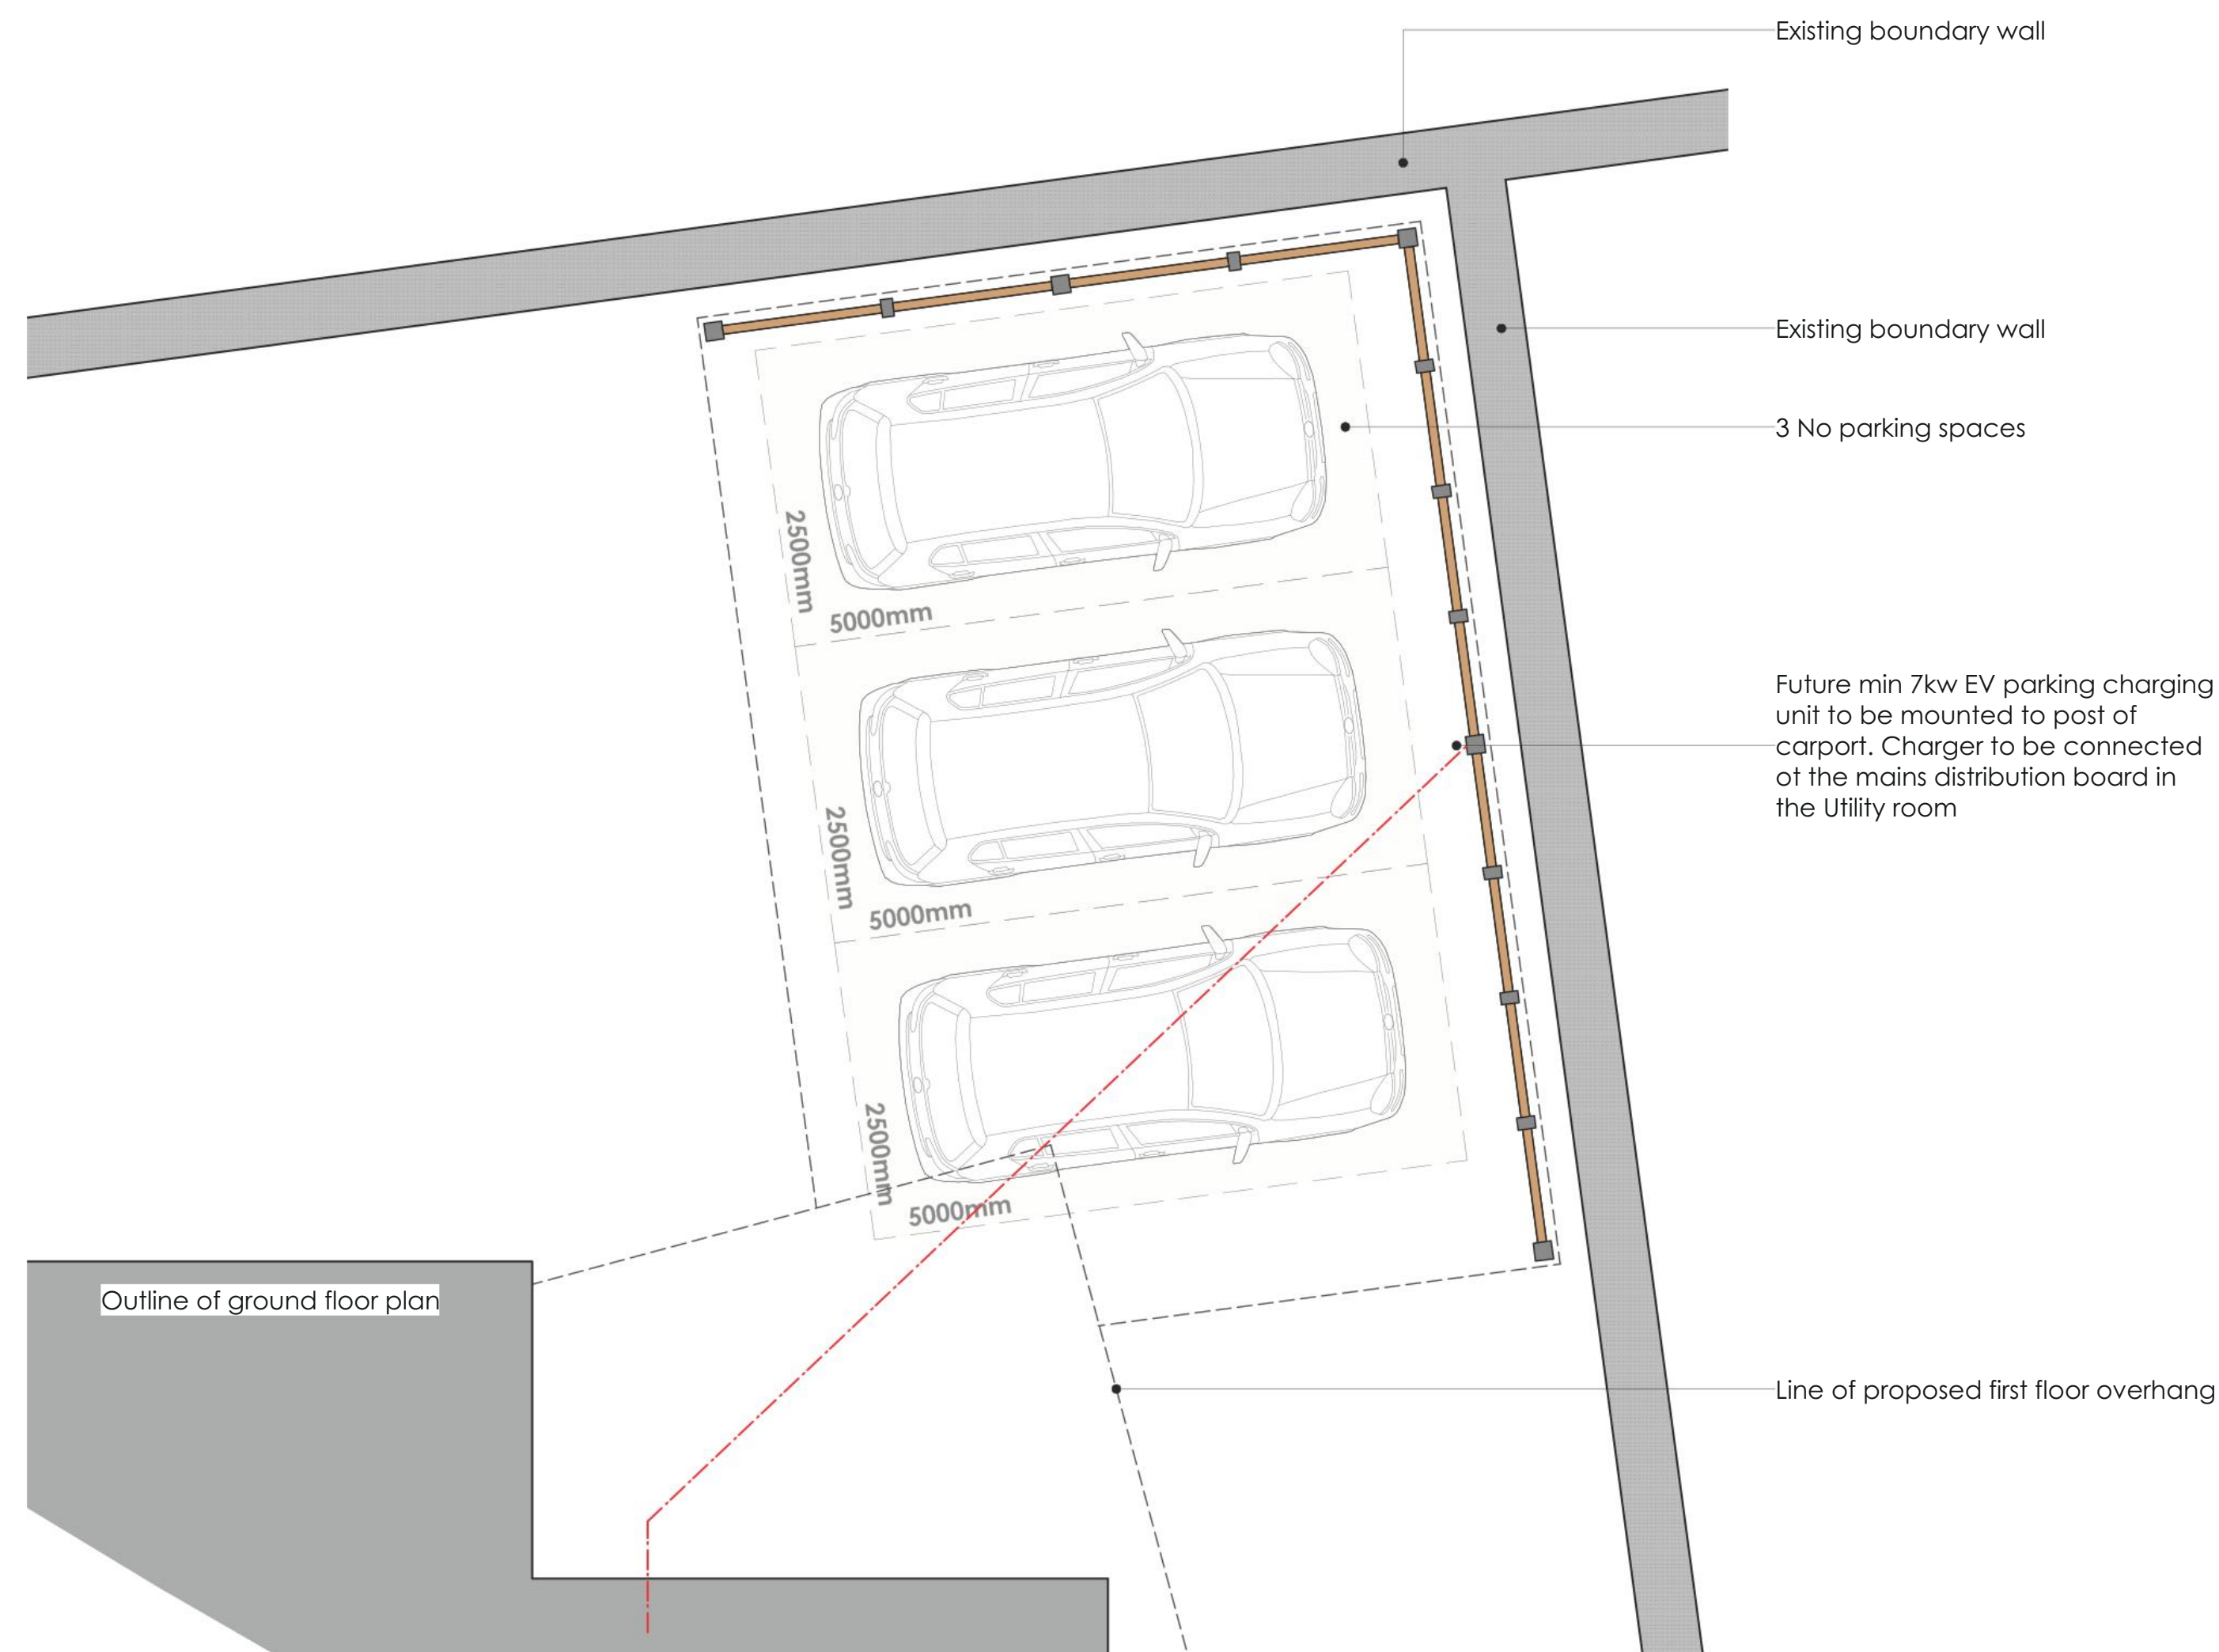 Existing boundary wall
Existing boundary wall
3 No parking spaces
2500mm
5000mm
Future min 7kw EV parking charging
unit to be mounted to post of
carport. Charger to be connected
ot the mains distribution board in
the Utility room
2500mm
5000mm
2500mm
5000mm
Outline of ground floor plan
Line of proposed first floor overhang